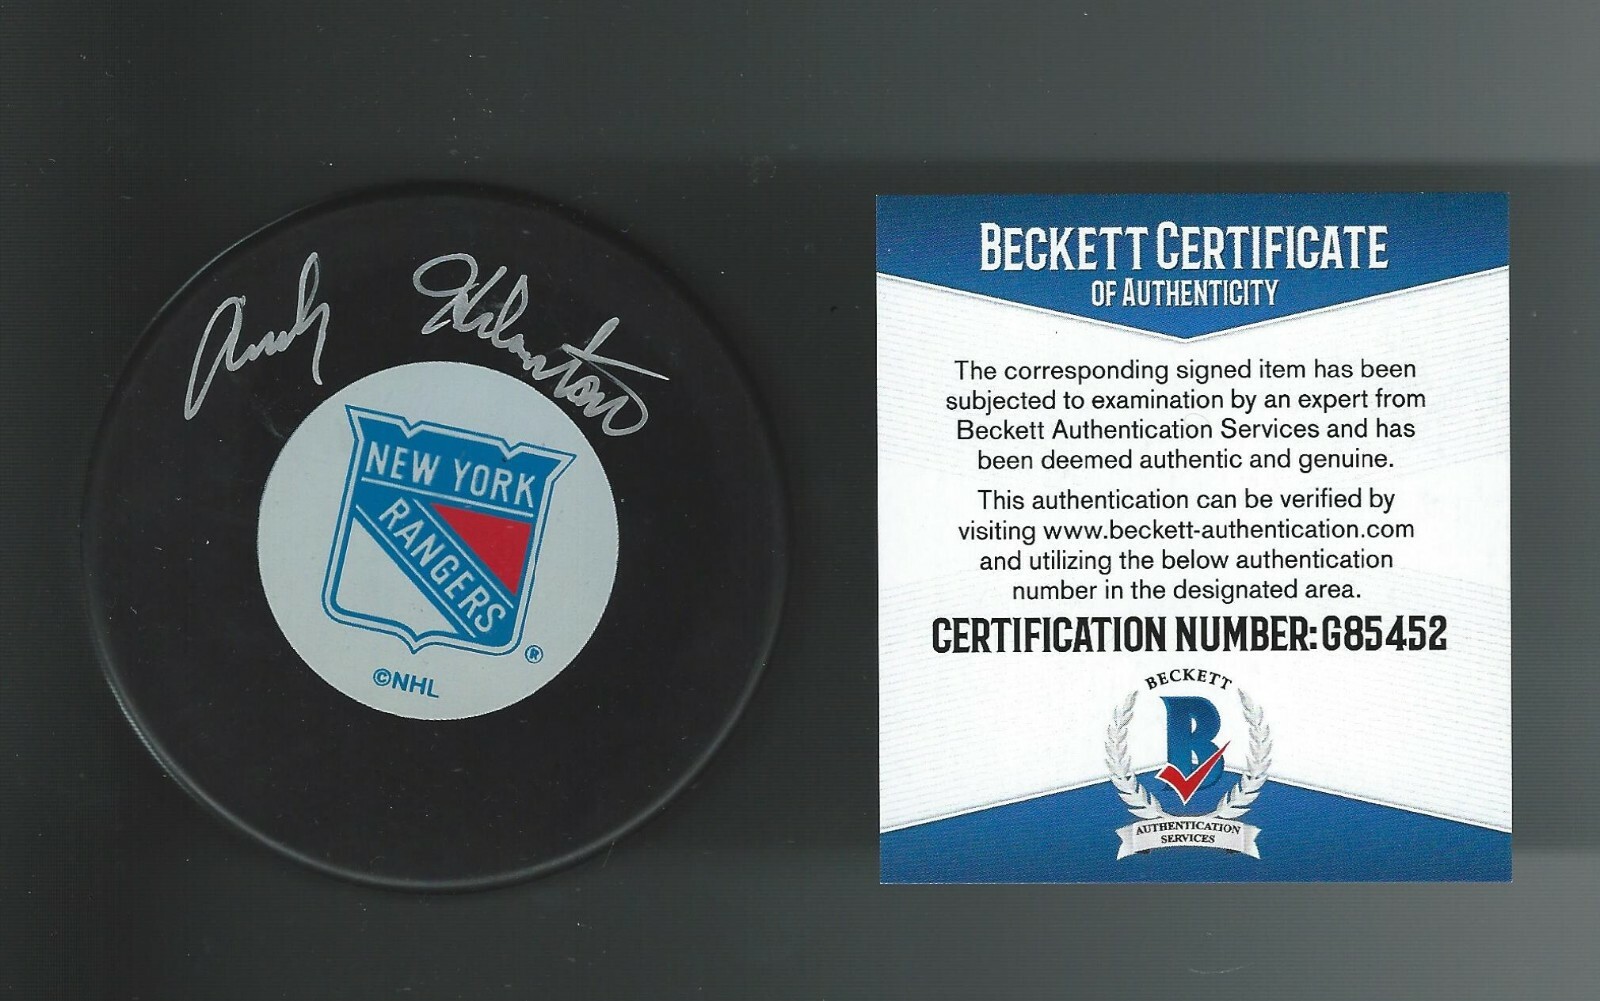 Andy
NEW YORK
RANGERS
®
©NHL
BECKETT CERTIFICATE
OF AUTHENTICITY
The corresponding signed item has been
subjected to examination by an expert from
Beckett Authentication Services and has
been deemed authentic and genuine.
This authentication can be verified by
visiting www.beckett-authentication.com
and utilizing the below authentication
number in the designated area.
CERTIFICATION NUMBER:G85452
BECKETT
B
AUTHENTICATION
SERVICES